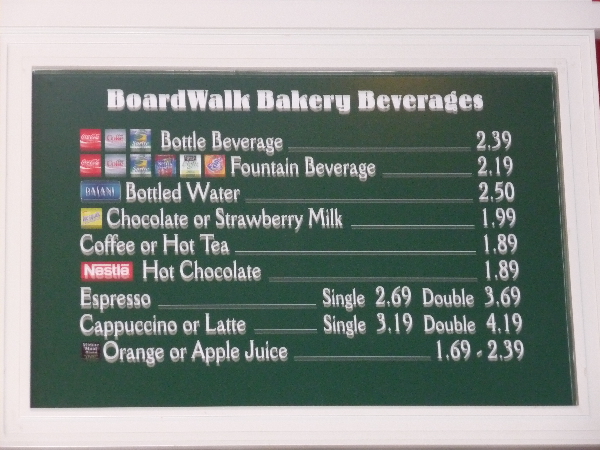 BoardWalk Bakery Beverages
Bottle Beverage 2.39
Fountain Beverage 2.19
DASANI Bottled Water 2.50
Chocolate or Strawberry Milk 1.99
Coffee or Hot Tea 1.89
Nestlé Hot Chocolate 1.89
Espresso Single 2.69 Double 3.69
Cappuccino or Latte Single 3.19 Double 4.19
Orange or Apple Juice 1.69 - 2.39